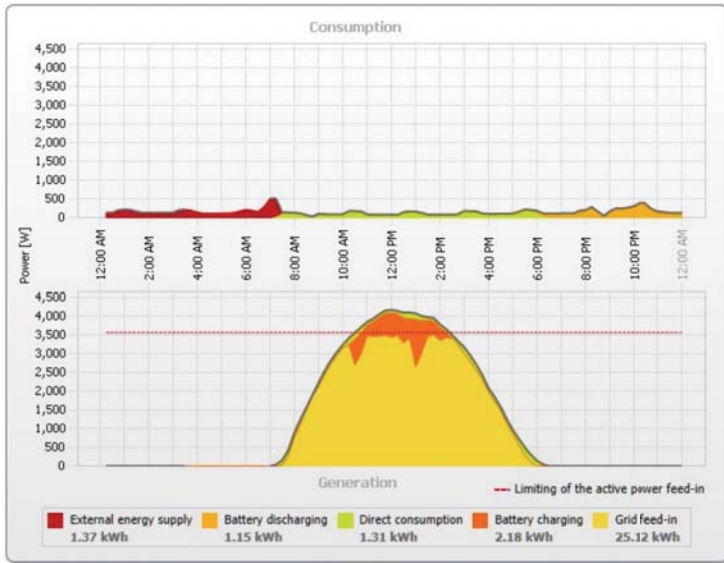 Consumption
4,500
4,000
3,500
3,000
2,500
2,000
1,500
1,000
500
0
Power [W]
12:00 AM
2:00 AM
4:00 AM
6:00 AM
8:00 AM
10:00 AM
12:00 PM
2:00 PM
4:00 PM
6:00 PM
8:00 PM
10:00 PM
12:00 AM
4,500
4,000
3,500
3,000
2,500
2,000
1,500
1,000
500
0
Generation
Limiting of the active power feed-in
External energy supply Battery discharging Direct consumption Battery charging Grid feed-in
1.37 kWh 1.15 kWh 1.31 kWh 2.18 kWh 25.12 kWh